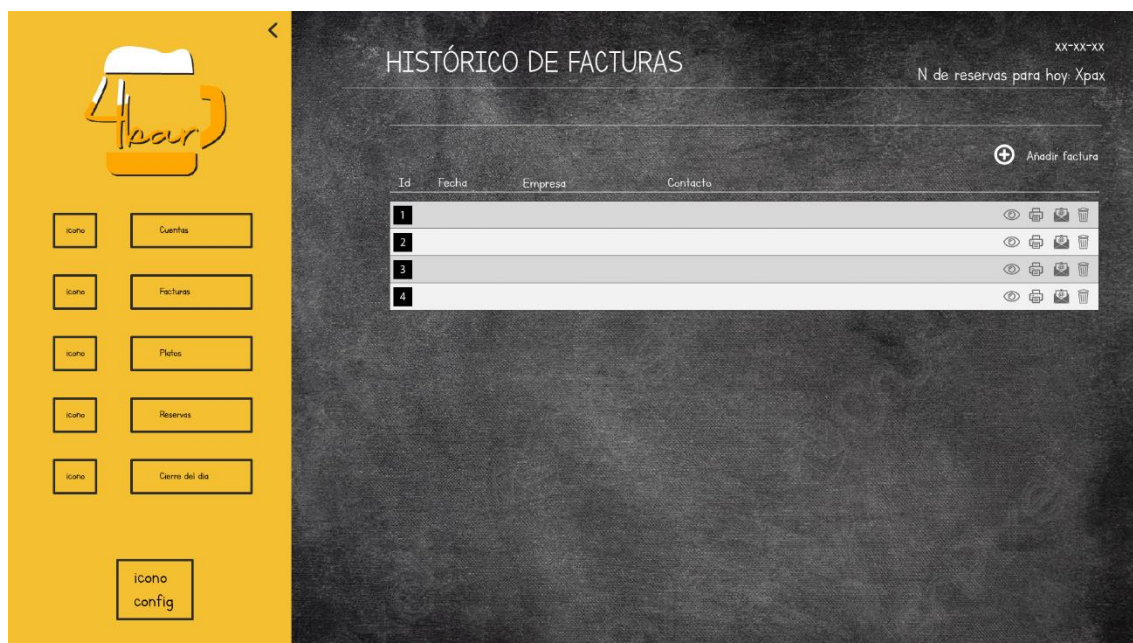 4bar
HISTÓRICO DE FACTURAS
xx-xx-xx
N de reservas para hoy: Xpax
Añadir factura
Id Fecha Empresa Contacto
1
2
3
4
icono Cuentas
icono Facturas
icono Platos
icono Reservas
icono Cierre del dia
icono
config